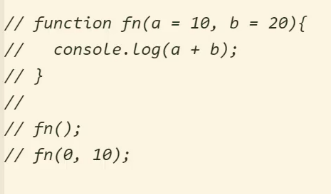 // function fn(a = 10, b = 20){
//   console.log(a + b);
// }
//
// fn();
// fn(0, 10);